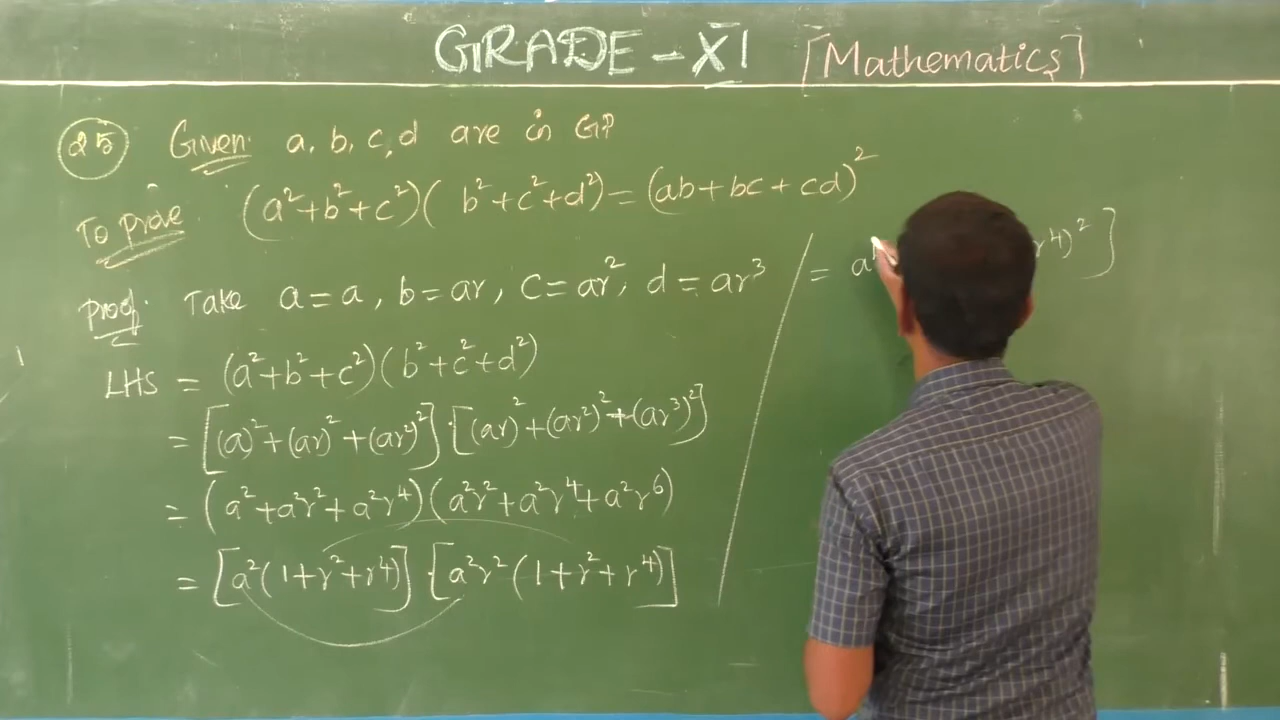 GRADE - XI [Mathematics]
25 Given: a, b, c, d are in GP
To prove: (a²+b²+c²)(b²+c²+d²)=(ab+bc+cd)²
Proof: Take a=a, b=ar, c=ar², d=ar³
LHS = (a²+b²+c²)(b²+c²+d²)
= [(a)²+(ar)²+(ar²)²] [(ar)²+(ar²)²+(ar³)²]
= (a²+a²r²+a²r⁴)(a²r²+a²r⁴+a²r⁶)
= [a²(1+r²+r⁴)] [a²r²(1+r²+r⁴)]
= a r⁴)²]